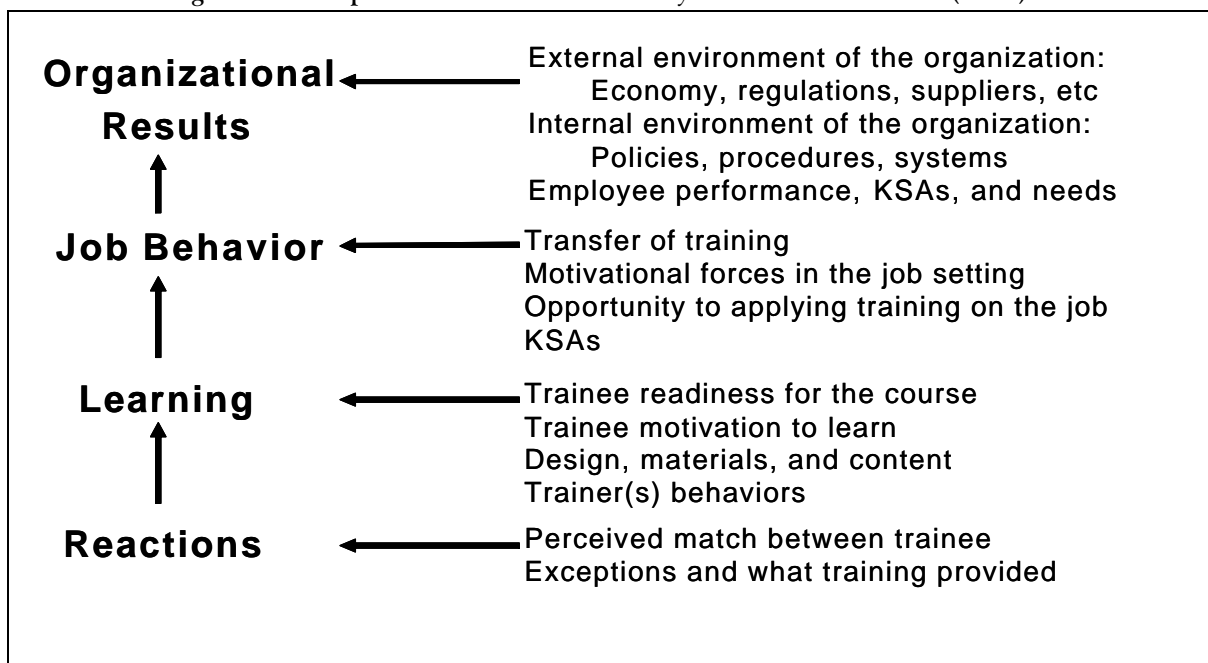 Organizational
Results
External environment of the organization:
Economy, regulations, suppliers, etc
Internal environment of the organization:
Policies, procedures, systems
Employee performance, KSAs, and needs
Job Behavior
Transfer of training
Motivational forces in the job setting
Opportunity to applying training on the job
KSAs
Learning
Trainee readiness for the course
Trainee motivation to learn
Design, materials, and content
Trainer(s) behaviors
Reactions
Perceived match between trainee
Exceptions and what training provided